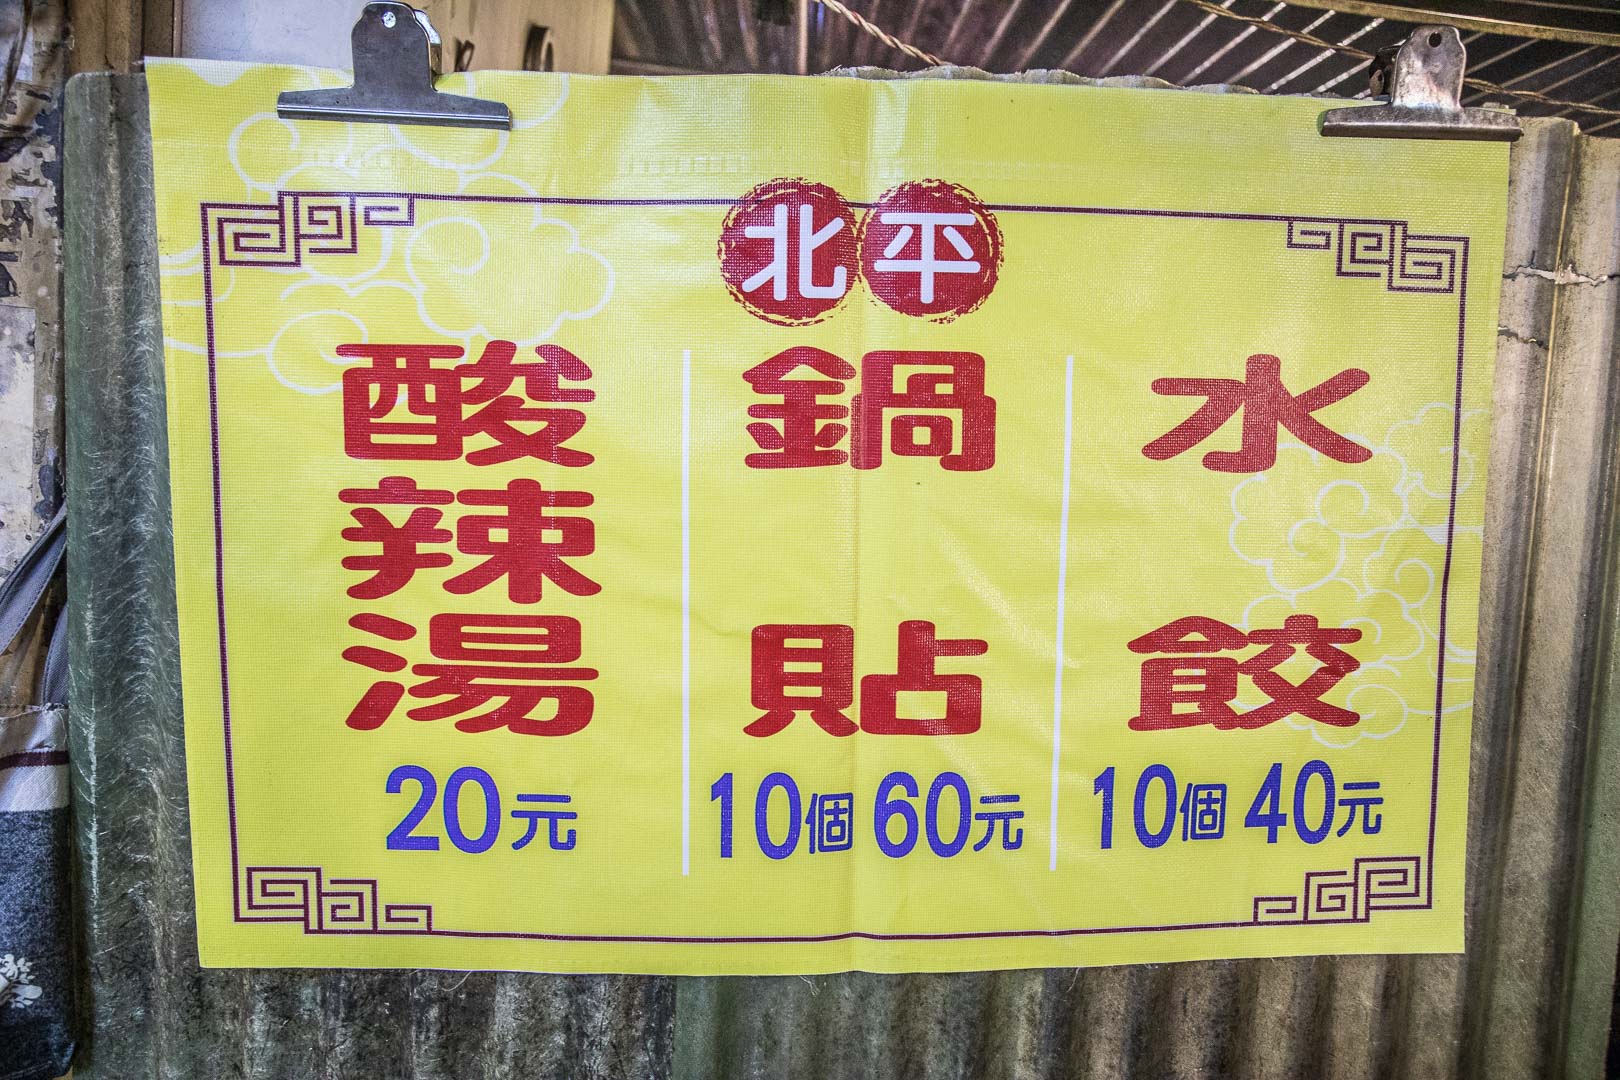 北平
水餃
10個 40元
鍋貼
10個 60元
酸辣湯
20元